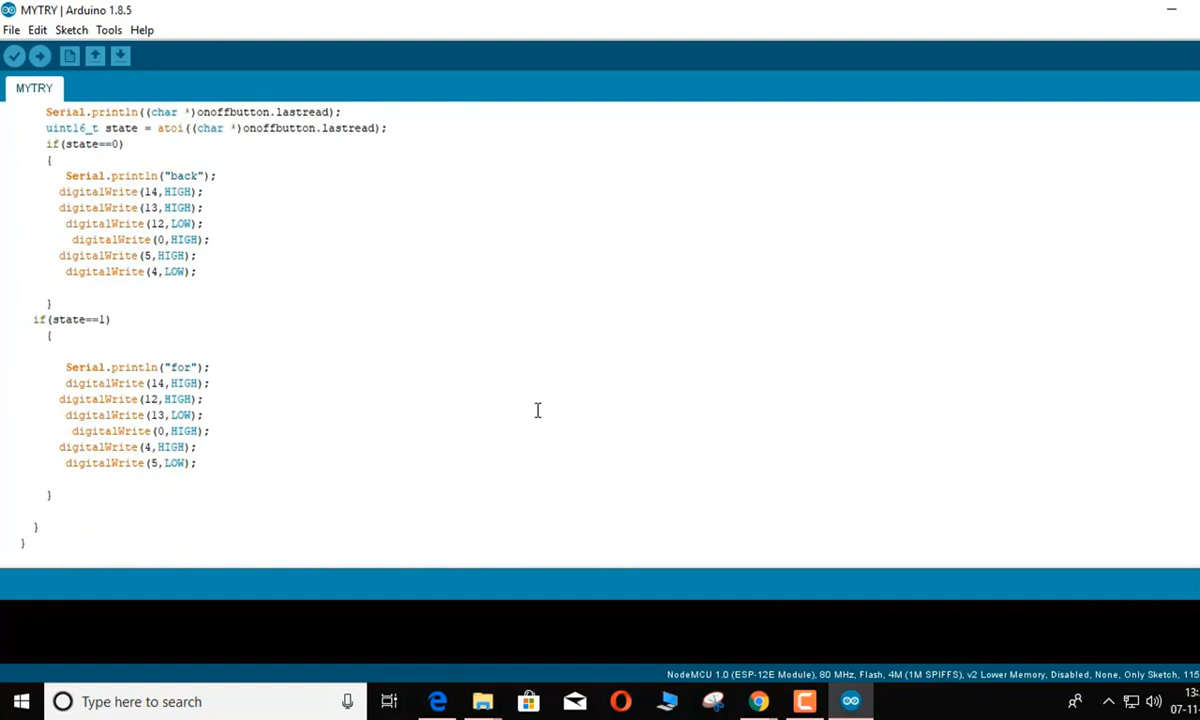 MYTRY | Arduino 1.8.5
File Edit Sketch Tools Help
MYTRY
Serial.println((char *)onoffbutton.lastread);
uint16_t state = atoi((char *)onoffbutton.lastread);
if(state==0)
{
Serial.println("back");
digitalWrite(14,HIGH);
digitalWrite(13,HIGH);
digitalWrite(12,LOW);
digitalWrite(0,HIGH);
digitalWrite(5,HIGH);
digitalWrite(4,LOW);
}
if(state==1)
{
Serial.println("for");
digitalWrite(14,HIGH);
digitalWrite(12,HIGH);
digitalWrite(13,LOW);
digitalWrite(0,HIGH);
digitalWrite(4,HIGH);
digitalWrite(5,LOW);
}
}
}
NodeMCU 1.0 (ESP-12E Module), 80 MHz, Flash, 4M (1M SPIFFS), v2 Lower Memory, Disabled, None, Only Sketch, 115
Type here to search
13:
07-11